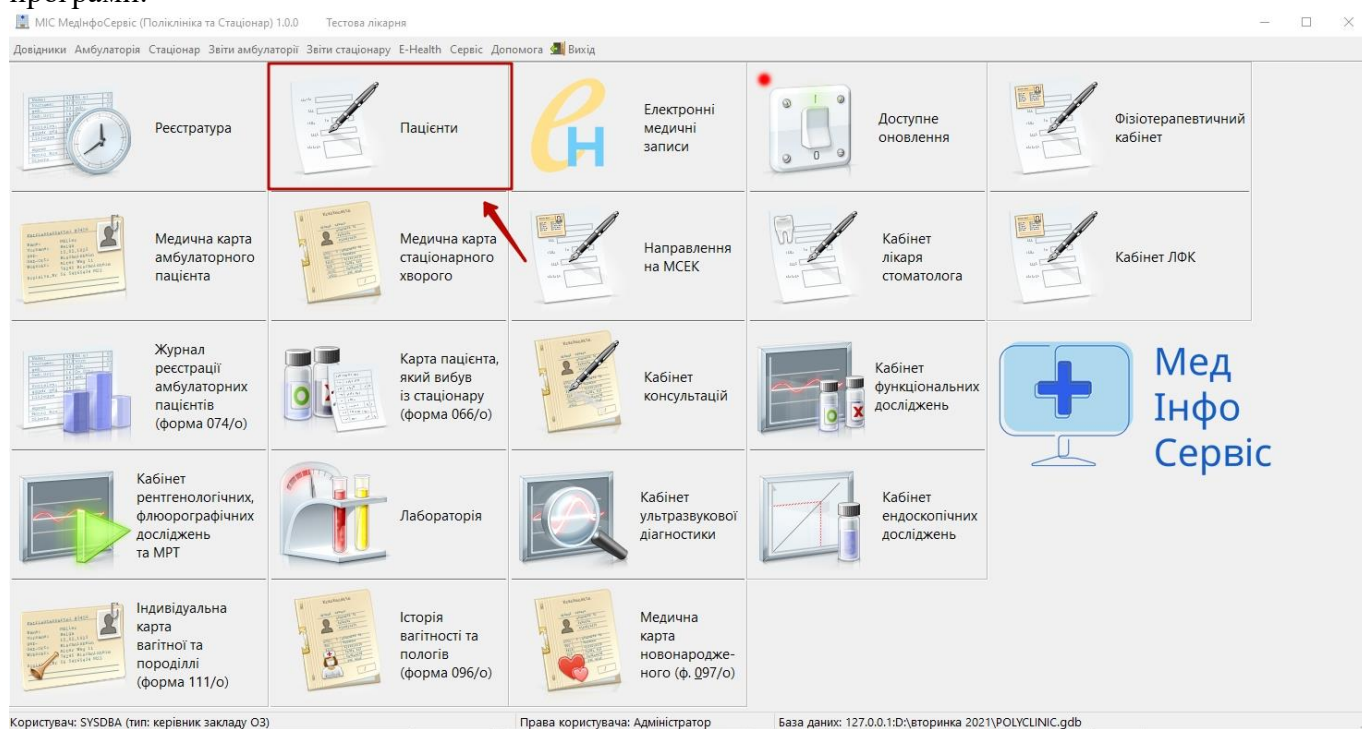 програми.
МІС МедІнфоСервіс (Поліклініка та Стаціонар) 1.0.0 Тестова лікарня
Довідники Амбулаторія Стаціонар Звіти амбулаторії Звіти стаціонару E-Health Сервіс Допомога Вихід
Реєстратура
Пацієнти
Електронні
медичні
записи
Доступне
оновлення
Фізіотерапевтичний
кабінет
Медична карта
амбулаторного
пацієнта
Медична карта
стаціонарного
хворого
Направлення
на МСЕК
Кабінет
лікаря
стоматолога
Кабінет ЛФК
Журнал
реєстрації
амбулаторних
пацієнтів
(форма 074/о)
Карта пацієнта,
який вибув
із стаціонару
(форма 066/о)
Кабінет
консультацій
Кабінет
функціональних
досліджень
Мед
Інфо
Сервіс
Кабінет
рентгенологічних,
флюорографічних
досліджень
та МРТ
Лабораторія
Кабінет
ультразвукової
діагностики
Кабінет
ендоскопічних
досліджень
Індивідуальна
карта
вагітної та
породіллі
(форма 111/о)
Історія
вагітності та
пологів
(форма 096/о)
Медична
карта
новонародже-
ного (ф. 097/о)
Користувач: SYSDBA (тип: керівник закладу ОЗ) Права користувача: Адміністратор База даних: 127.0.0.1:D:\вторинка 2021\POLYCLINIC.gdb